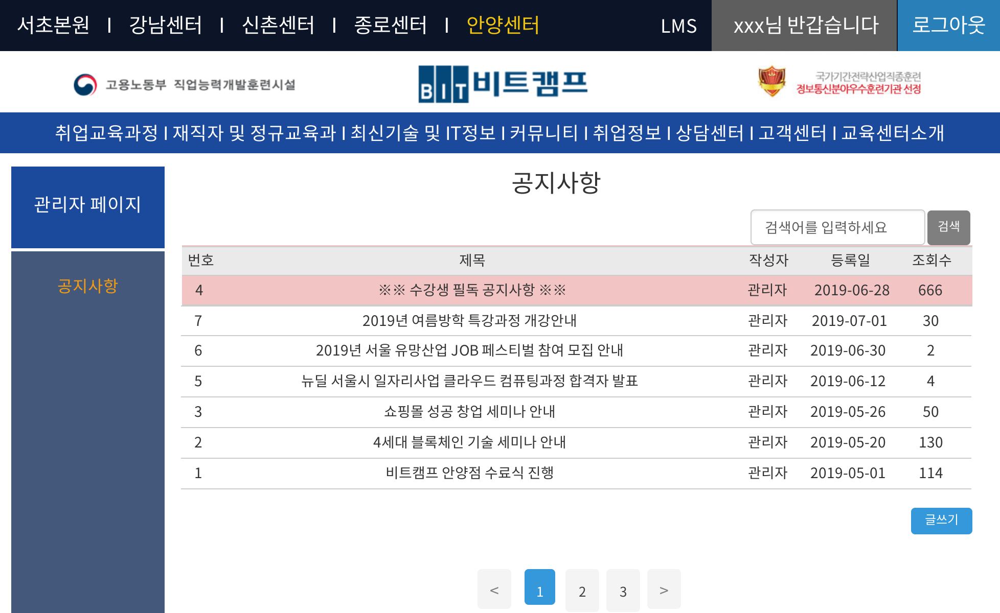 서초본원 I 강남센터 I 신촌센터 I 종로센터 I 안양센터 LMS xxx님 반갑습니다 로그아웃
고용노동부 직업능력개발훈련시설
BIT 비트캠프
국가기간전략산업직종훈련
정보통신분야우수훈련기관 선정
취업교육과정 I 재직자 및 정규교육과 I 최신기술 및 IT정보 I 커뮤니티 I 취업정보 I 상담센터 I 고객센터 I 교육센터소개
관리자 페이지
공지사항
공지사항
검색어를 입력하세요 검색
번호 제목 작성자 등록일 조회수
4 ※※ 수강생 필독 공지사항 ※※ 관리자 2019-06-28 666
7 2019년 여름방학 특강과정 개강안내 관리자 2019-07-01 30
6 2019년 서울 유망산업 JOB 페스티벌 참여 모집 안내 관리자 2019-06-30 2
5 뉴딜 서울시 일자리사업 클라우드 컴퓨팅과정 합격자 발표 관리자 2019-06-12 4
3 쇼핑몰 성공 창업 세미나 안내 관리자 2019-05-26 50
2 4세대 블록체인 기술 세미나 안내 관리자 2019-05-20 130
1 비트캠프 안양점 수료식 진행 관리자 2019-05-01 114
글쓰기
< 1 2 3 >